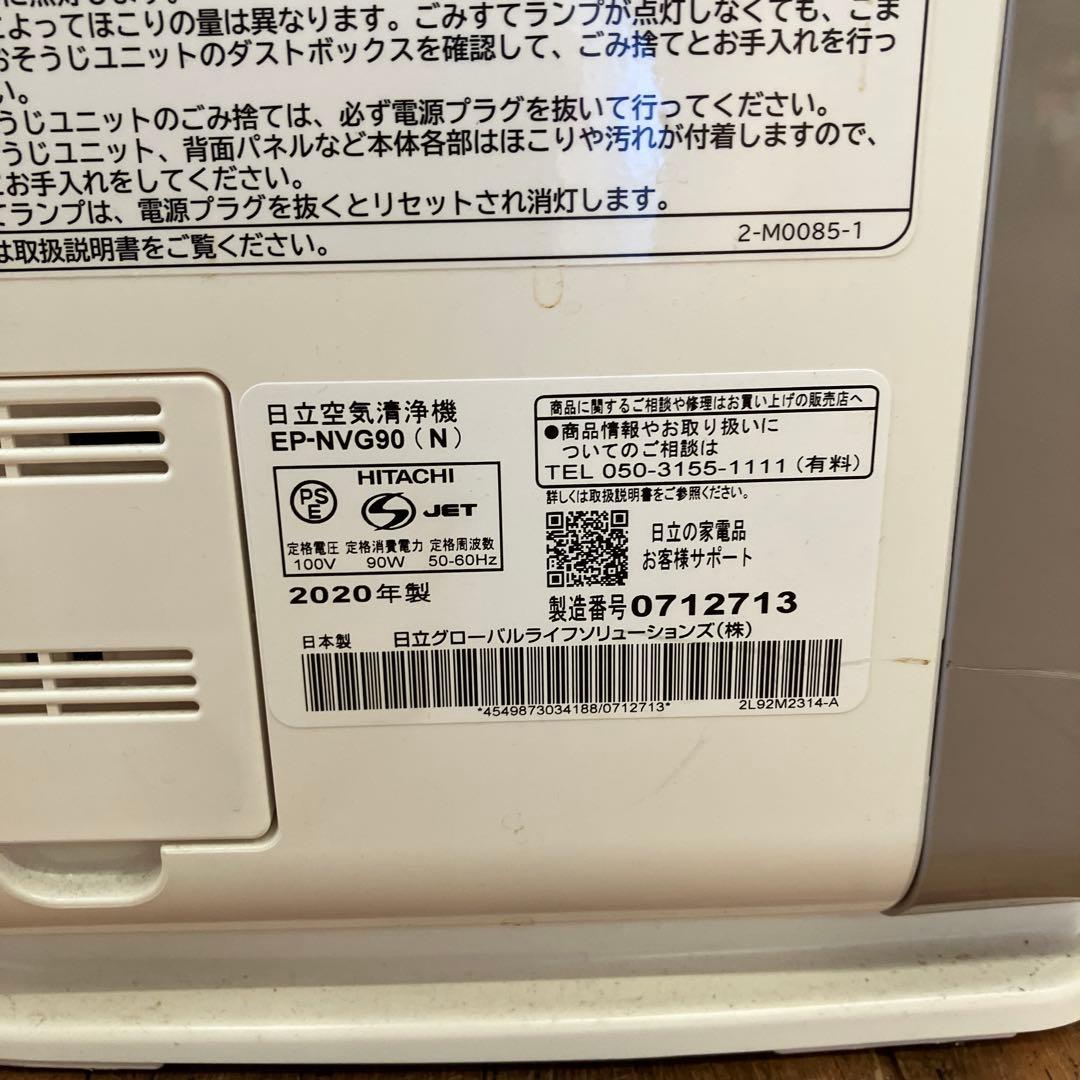 よってほこりの量は異なります。ごみすてランプが点灯しなくても、こま
おそうじユニットのダストボックスを確認して、ごみ捨てとお手入れを行っ
い。
うじユニットのごみ捨ては、必ず電源プラグを抜いて行ってください。
うじユニット、背面パネルなど本体各部はほこりや汚れが付着しますので、
お手入れをしてください。
てランプは、電源プラグを抜くとリセットされ消灯します。
は取扱説明書をご覧ください。
2-M0085-1
日立空気清浄機
EP-NVG90(N)
HITACHI
PS
E
S JET
定格電圧 定格消費電力 定格周波数
100V 90W 50-60Hz
2020年製
商品に関するご相談や修理はお買い上げの販売店へ
●商品情報やお取り扱いに
ついてのご相談は
TEL 050-3155-1111(有料)
詳しくは取扱説明書をご参照ください。
日立の家電品
お客様サポート
製造番号0712713
日本製 日立グローバルライフソリューションズ(株)
*4549873034188/0712713* 2L92M2314-A